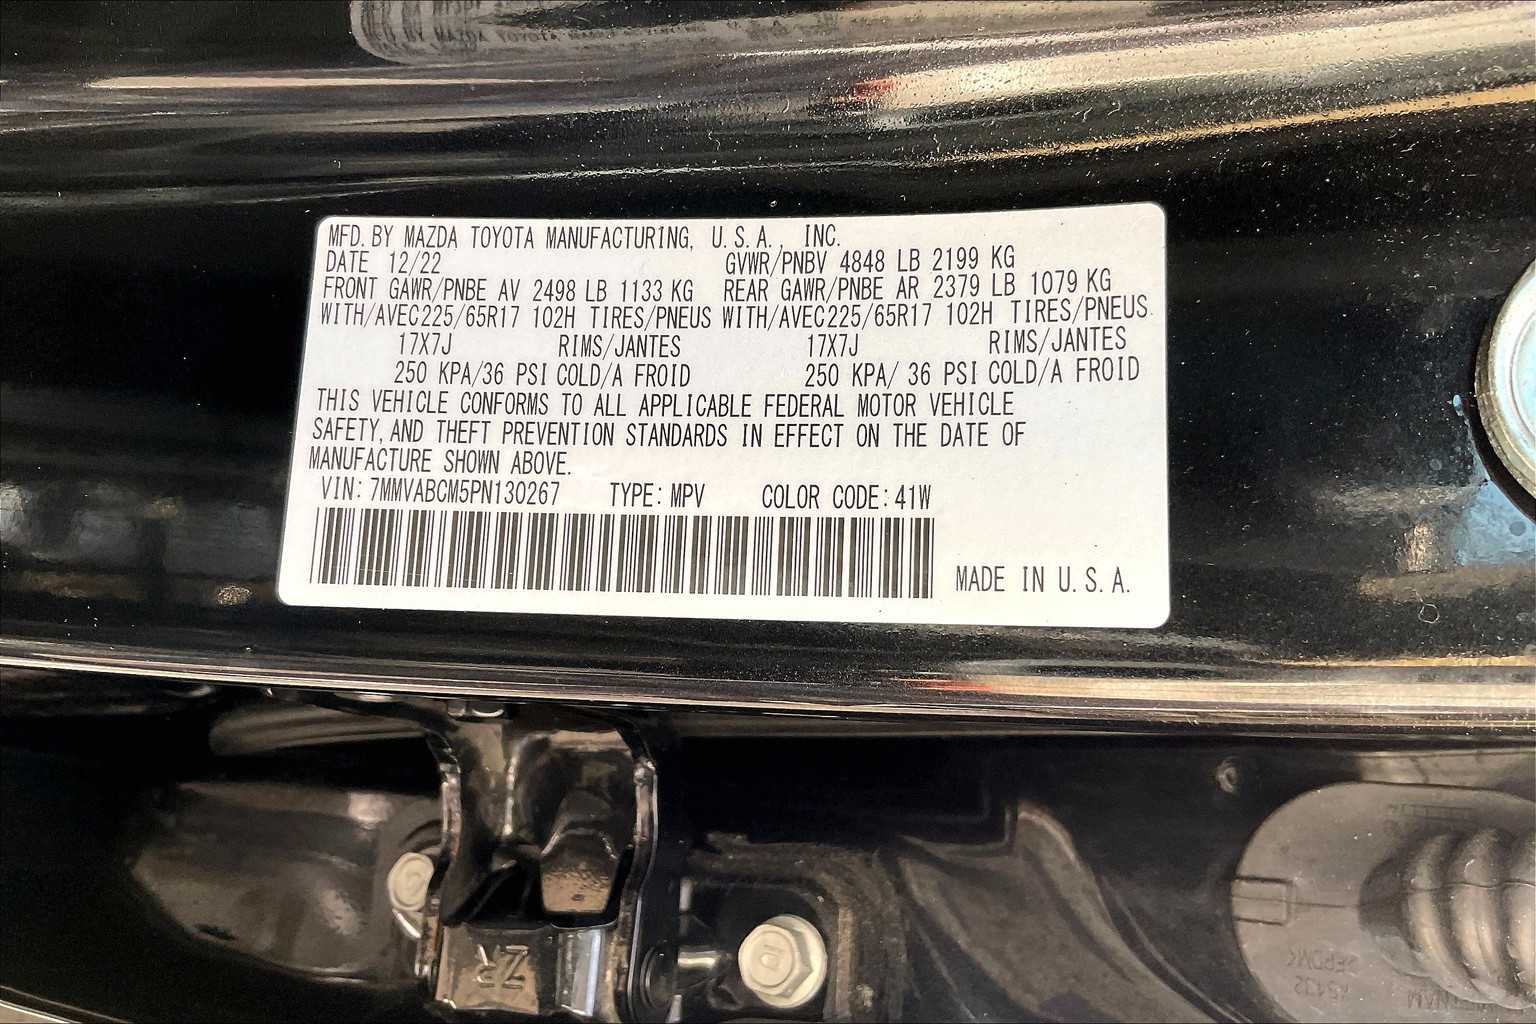 MFD. BY MAZDA TOYOTA MANUFACTURING, U.S.A., INC.
DATE 12/22 GVWR/PNBV 4848 LB 2199 KG
FRONT GAWR/PNBE AV 2498 LB 1133 KG REAR GAWR/PNBE AR 2379 LB 1079 KG
WITH/AVEC225/65R17 102H TIRES/PNEUS WITH/AVEC225/65R17 102H TIRES/PNEUS
17X7J RIMS/JANTES 17X7J RIMS/JANTES
250 KPA/36 PSI COLD/A FROID 250 KPA/ 36 PSI COLD/A FROID
THIS VEHICLE CONFORMS TO ALL APPLICABLE FEDERAL MOTOR VEHICLE
SAFETY, AND THEFT PREVENTION STANDARDS IN EFFECT ON THE DATE OF
MANUFACTURE SHOWN ABOVE.
VIN: 7MMVABCM5PN130267 TYPE: MPV COLOR CODE: 41W
MADE IN U.S.A.